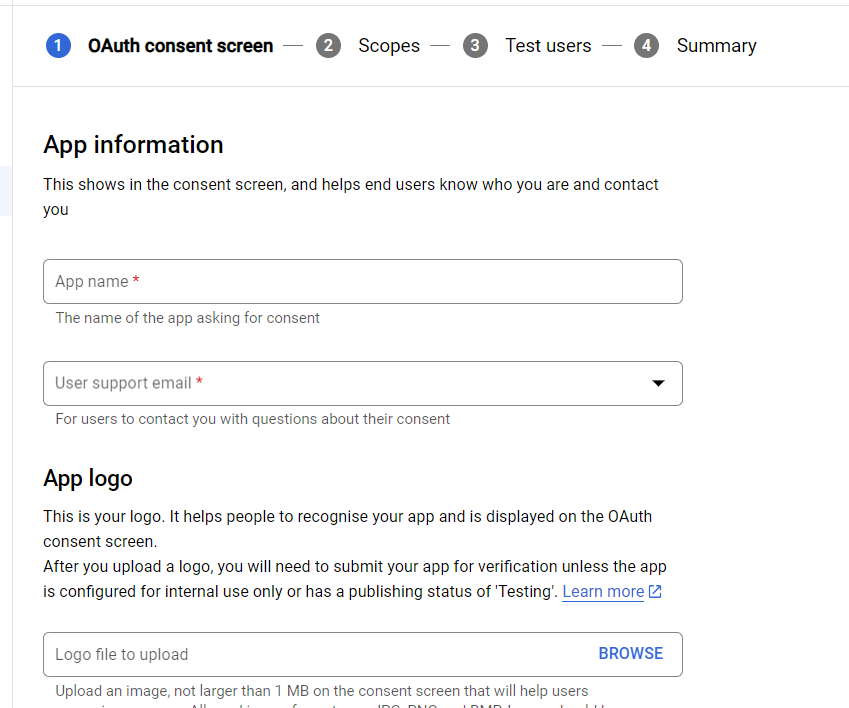 1 OAuth consent screen — 2 Scopes — 3 Test users — 4 Summary
App information
This shows in the consent screen, and helps end users know who you are and contact
you
App name *
The name of the app asking for consent
User support email *
For users to contact you with questions about their consent
App logo
This is your logo. It helps people to recognise your app and is displayed on the OAuth
consent screen.
After you upload a logo, you will need to submit your app for verification unless the app
is configured for internal use only or has a publishing status of 'Testing'. Learn more
Logo file to upload BROWSE
Upload an image, not larger than 1 MB on the consent screen that will help users